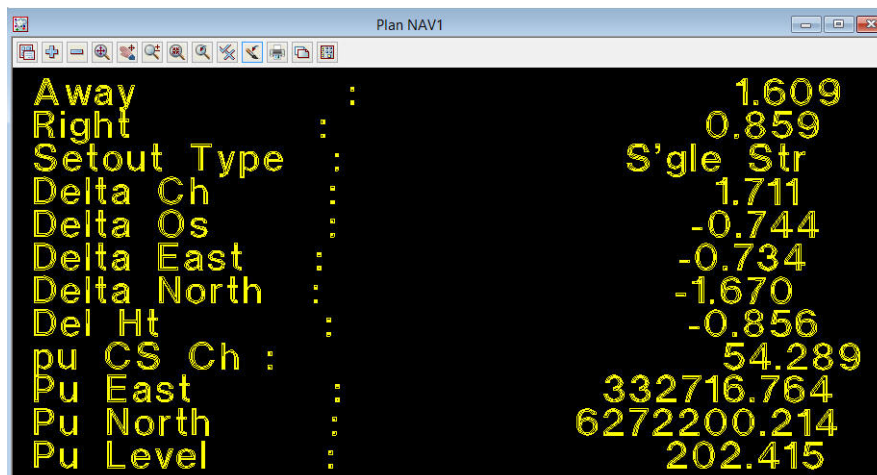 Plan NAV1
Away : 1.609
Right : 0.859
Setout Type : S'gle Str
Delta Ch : 1.711
Delta Os : -0.744
Delta East : -0.734
Delta North : -1.670
Del Ht : -0.856
pu CS Ch : 54.289
Pu East : 332716.764
Pu North : 6272200.214
Pu Level : 202.415